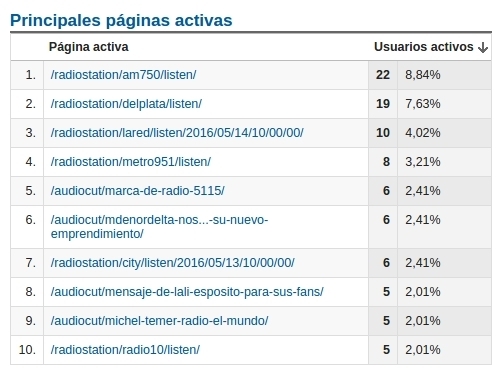 Principales páginas activas
Página activa Usuarios activos
1. /radiostation/am750/listen/ 22 8,84%
2. /radiostation/delplata/listen/ 19 7,63%
3. /radiostation/lared/listen/2016/05/14/10/00/00/ 10 4,02%
4. /radiostation/metro951/listen/ 8 3,21%
5. /audiocut/marca-de-radio-5115/ 6 2,41%
6. /audiocut/mdenordelta-nos...-su-nuevo- 6 2,41%
emprendimiento/
7. /radiostation/city/listen/2016/05/13/10/00/00/ 6 2,41%
8. /audiocut/mensaje-de-lali-esposito-para-sus-fans/ 5 2,01%
9. /audiocut/michel-temer-radio-el-mundo/ 5 2,01%
10. /radiostation/radio10/listen/ 5 2,01%